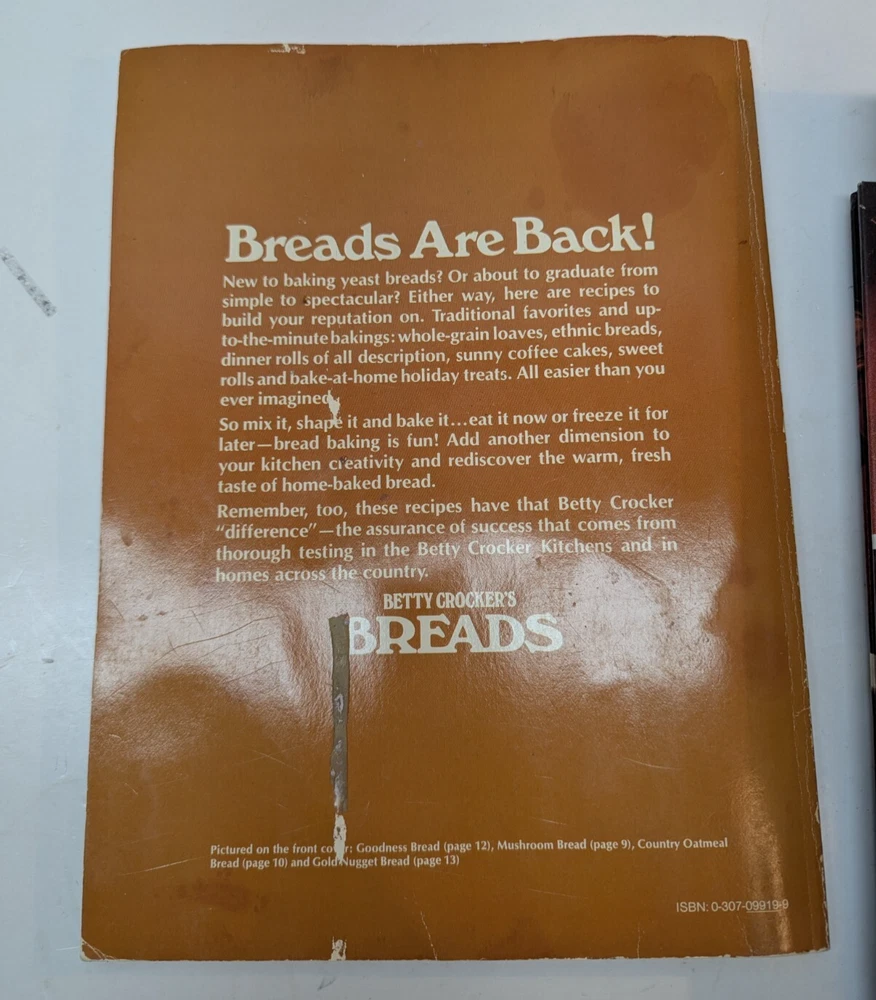 Breads Are Back!
New to baking yeast breads? Or about to graduate from
simple to spectacular? Either way, here are recipes to
build your reputation on. Traditional favorites and up-
to-the-minute bakings: whole-grain loaves, ethnic breads,
dinner rolls of all description, sunny coffee cakes, sweet
rolls and bake-at-home holiday treats. All easier than you
ever imagined
So mix it, shape it and bake it...eat it now or freeze it for
later—bread baking is fun! Add another dimension to
your kitchen creativity and rediscover the warm, fresh
taste of home-baked bread.
Remember, too, these recipes have that Betty Crocker
"difference"—the assurance of success that comes from
thorough testing in the Betty Crocker Kitchens and in
homes across the country.
BETTY CROCKER'S
BREADS
Pictured on the front cover: Goodness Bread (page 12), Mushroom Bread (page 9), Country Oatmeal
Bread (page 10) and Gold Nugget Bread (page 13)
ISBN: 0-307-09919-9